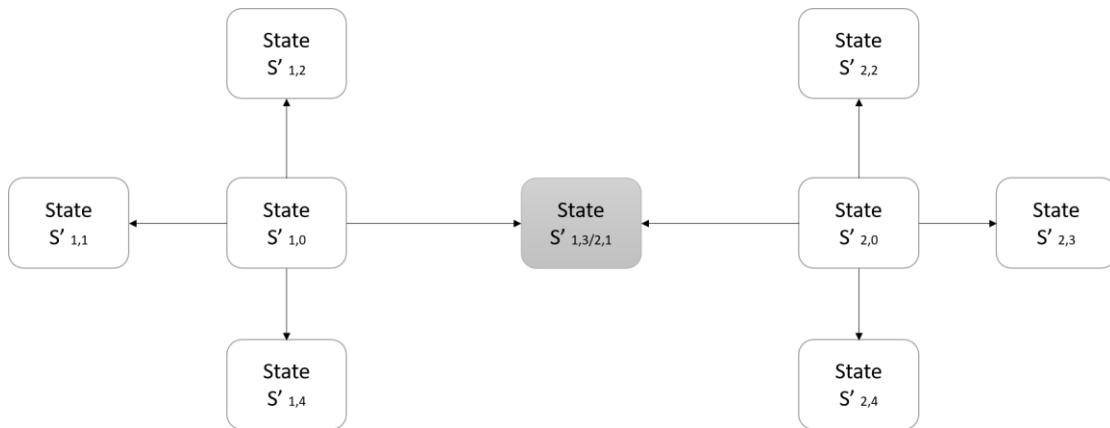 State
S’ 1,2
State
S’ 2,2
State
S’ 1,1
State
S’ 1,0
State
S’ 1,3/2,1
State
S’ 2,0
State
S’ 2,3
State
S’ 1,4
State
S’ 2,4